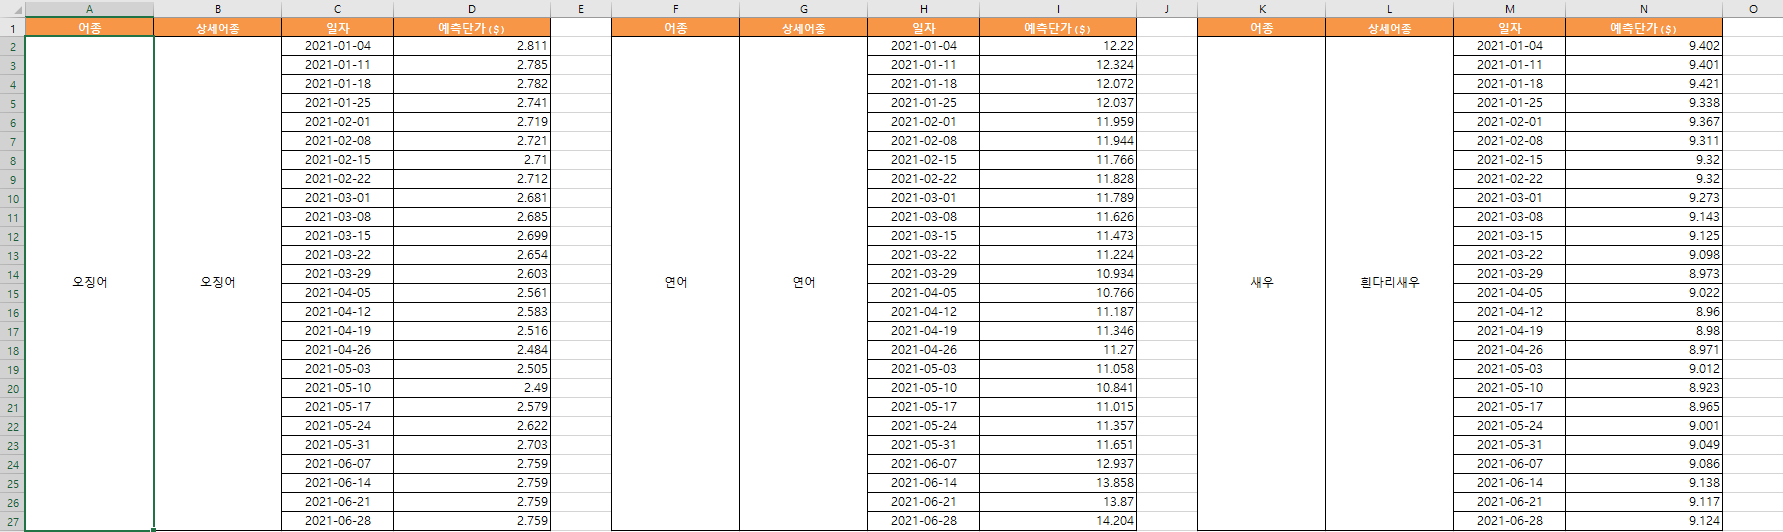 A B C D E F G H I J K L M N O
1 어종 상세어종 일자 예측단가($) 어종 상세어종 일자 예측단가($) 어종 상세어종 일자 예측단가($)
2 2021-01-04 2.811 2021-01-04 12.22 2021-01-04 9.402
3 2021-01-11 2.785 2021-01-11 12.324 2021-01-11 9.401
4 2021-01-18 2.782 2021-01-18 12.072 2021-01-18 9.421
5 2021-01-25 2.741 2021-01-25 12.037 2021-01-25 9.338
6 2021-02-01 2.719 2021-02-01 11.959 2021-02-01 9.367
7 2021-02-08 2.721 2021-02-08 11.944 2021-02-08 9.311
8 2021-02-15 2.71 2021-02-15 11.766 2021-02-15 9.32
9 2021-02-22 2.712 2021-02-22 11.828 2021-02-22 9.32
10 2021-03-01 2.681 2021-03-01 11.789 2021-03-01 9.273
11 2021-03-08 2.685 2021-03-08 11.626 2021-03-08 9.143
12 2021-03-15 2.699 2021-03-15 11.473 2021-03-15 9.125
13 2021-03-22 2.654 2021-03-22 11.224 2021-03-22 9.098
14 오징어 오징어 2021-03-29 2.603 연어 연어 2021-03-29 10.934 새우 흰다리새우 2021-03-29 8.973
15 2021-04-05 2.561 2021-04-05 10.766 2021-04-05 9.022
16 2021-04-12 2.583 2021-04-12 11.187 2021-04-12 8.96
17 2021-04-19 2.516 2021-04-19 11.346 2021-04-19 8.98
18 2021-04-26 2.484 2021-04-26 11.27 2021-04-26 8.971
19 2021-05-03 2.505 2021-05-03 11.058 2021-05-03 9.012
20 2021-05-10 2.49 2021-05-10 10.841 2021-05-10 8.923
21 2021-05-17 2.579 2021-05-17 11.015 2021-05-17 8.965
22 2021-05-24 2.622 2021-05-24 11.357 2021-05-24 9.001
23 2021-05-31 2.703 2021-05-31 11.651 2021-05-31 9.049
24 2021-06-07 2.759 2021-06-07 12.937 2021-06-07 9.086
25 2021-06-14 2.759 2021-06-14 13.858 2021-06-14 9.138
26 2021-06-21 2.759 2021-06-21 13.87 2021-06-21 9.117
27 2021-06-28 2.759 2021-06-28 14.204 2021-06-28 9.124